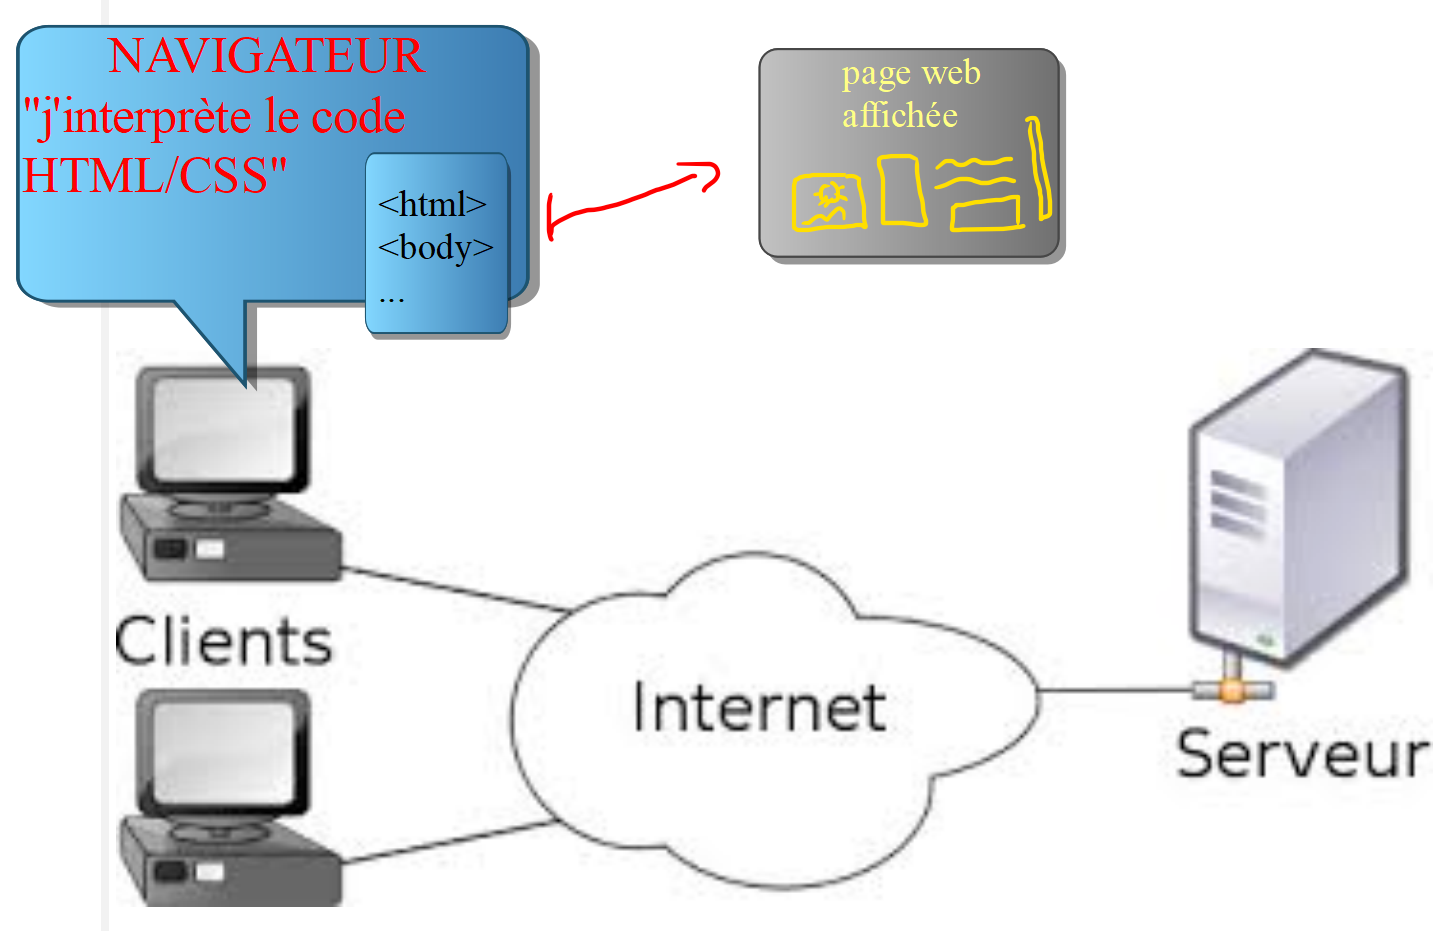 NAVIGATEUR
"j'interprète le code
HTML/CSS"
<html>
<body>
...
page web
affichée
Clients
Internet
Serveur